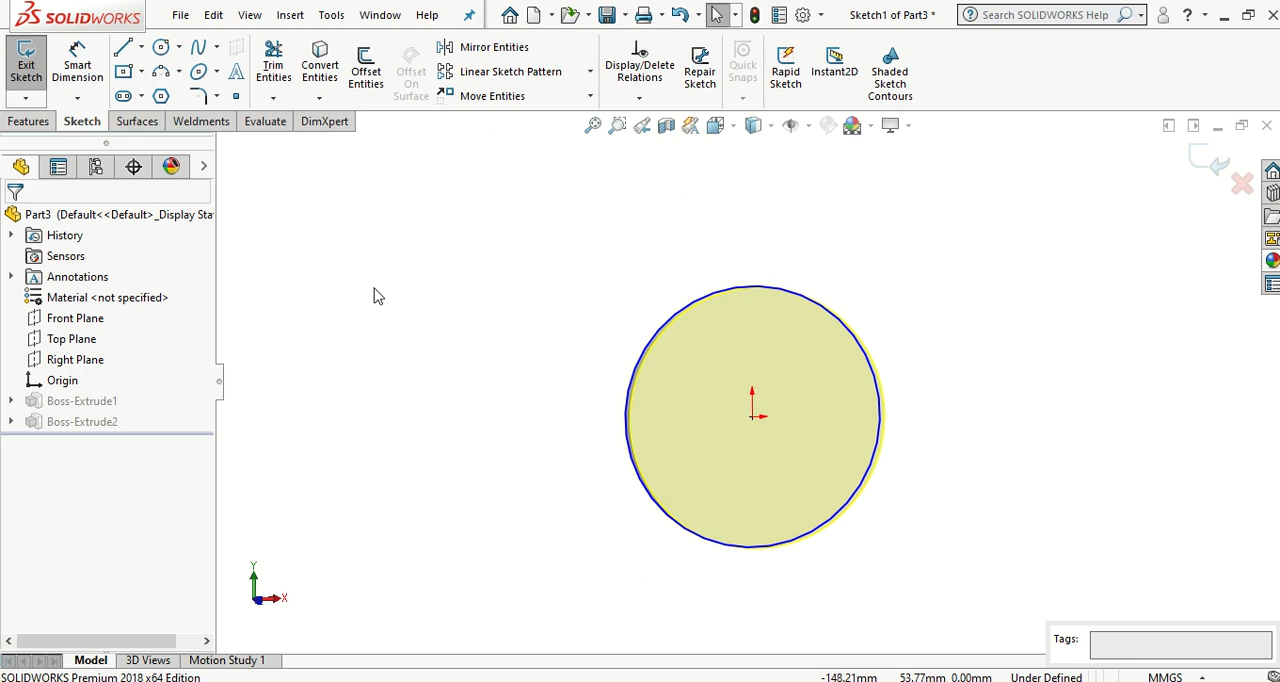 SOLIDWORKS File Edit View Insert Tools Window Help Sketch1 of Part3 * Search SOLIDWORKS Help ?
Exit Sketch
Smart Dimension
Trim Entities
Convert Entities
Offset Entities
Offset On Surface
Mirror Entities
Linear Sketch Pattern
Move Entities
Display/Delete Relations
Repair Sketch
Quick Snaps
Rapid Sketch
Instant2D
Shaded Sketch Contours
Features Sketch Surfaces Weldments Evaluate DimXpert
Part3 (Default<<Default>_Display Sta
History
Sensors
Annotations
Material <not specified>
Front Plane
Top Plane
Right Plane
Origin
Boss-Extrude1
Boss-Extrude2
Y
X
Tags:
Model 3D Views Motion Study 1
SOLIDWORKS Premium 2018 x64 Edition -148.21mm 53.77mm 0.00mm Under Defined MMGS